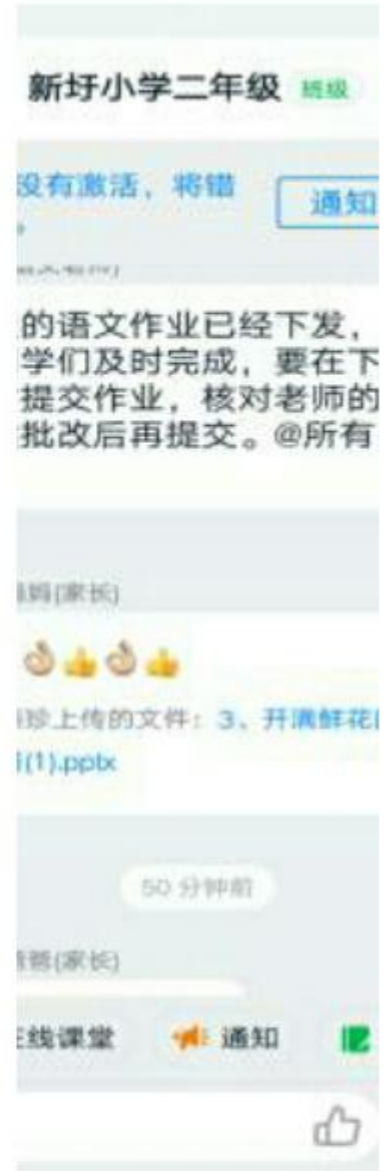 新圩小学二年级 班级
没有激活，将错 通知
。
的语文作业已经下发，
学们及时完成，要在下
提交作业，核对老师的
批改后再提交。@所有
妈(家长)
珍上传的文件：3、开满鲜花
(1).pptx
50 分钟前
爸(家长)
线课堂 通知